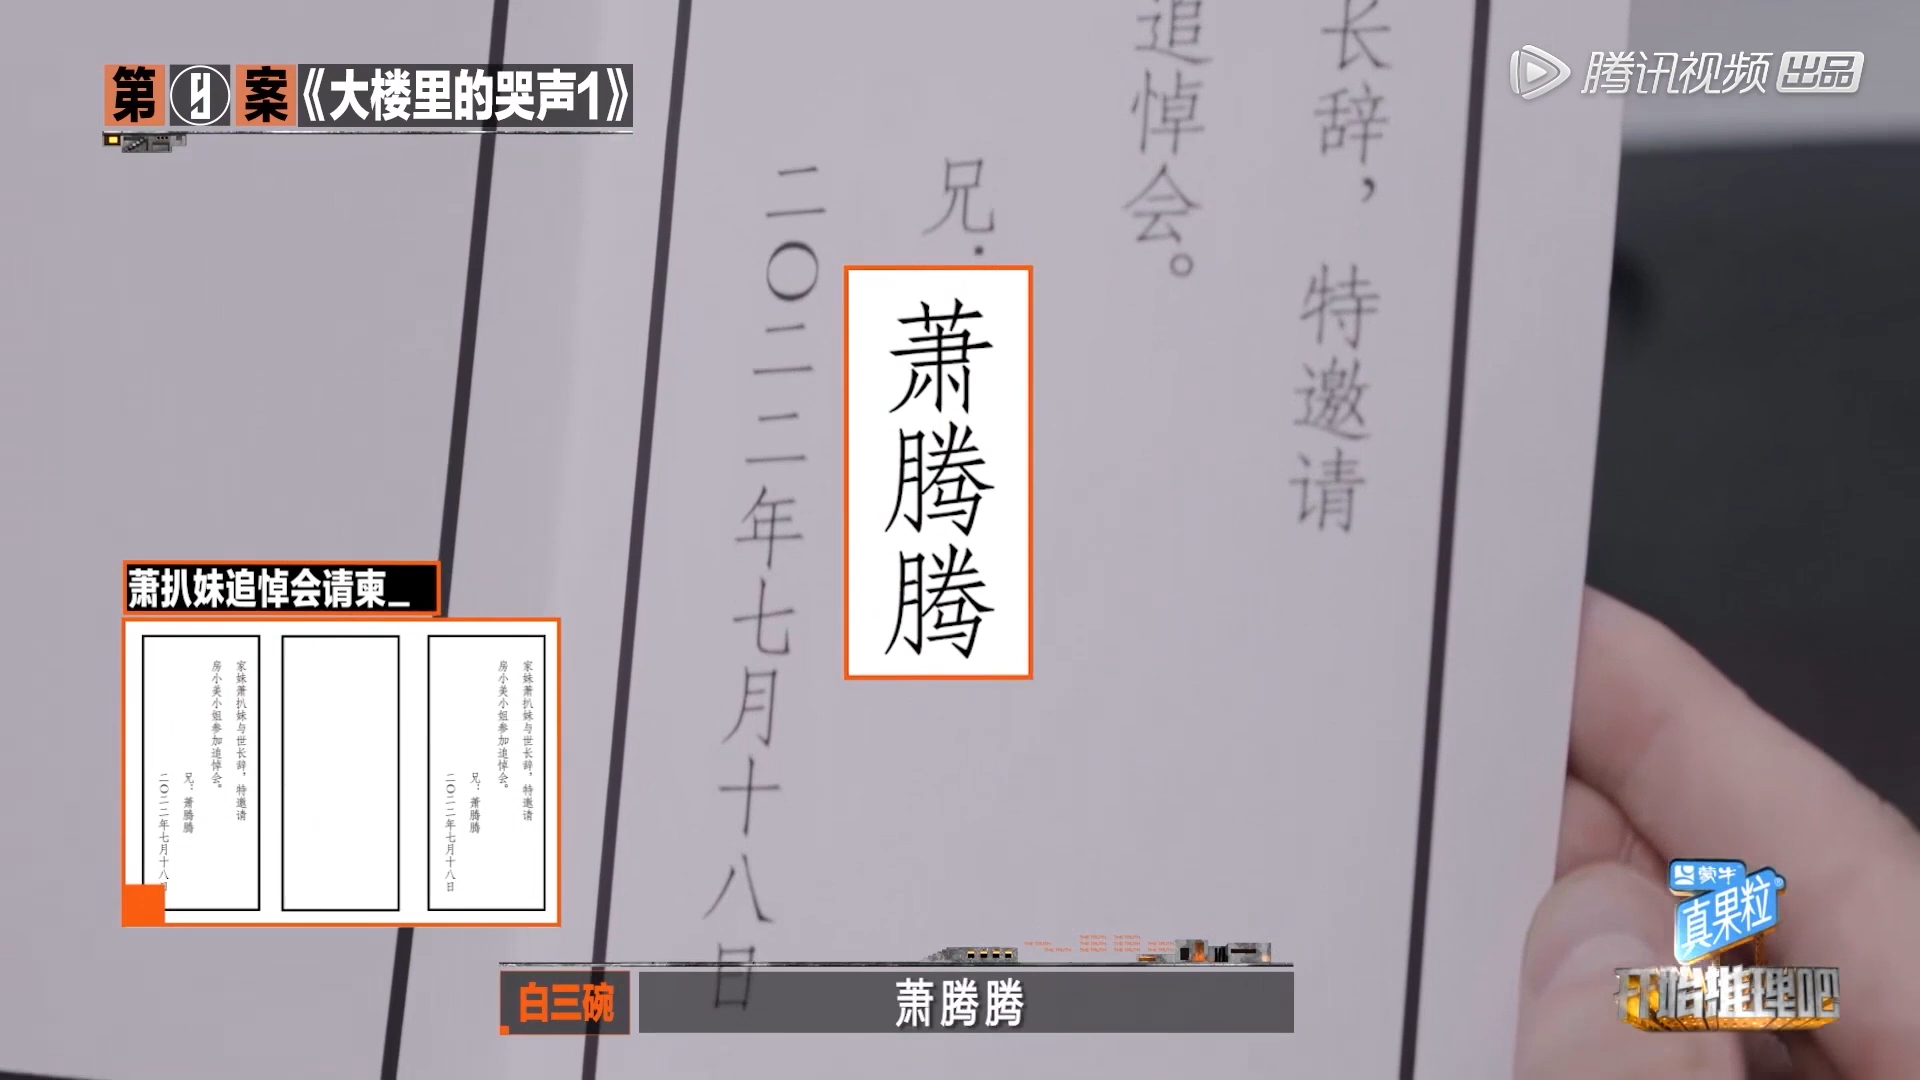 第9案《大楼里的哭声1》
腾讯视频 出品
长辞，特邀请
追悼会。
兄：
萧腾腾
二〇二二年七月十八日
萧扒妹追悼会请柬_
家妹萧扒妹与世长辞，特邀请
房小美小姐参加追悼会。
兄：萧腾腾
二〇二二年七月十八日
家妹萧扒妹与世长辞，特邀请
房小美小姐参加追悼会。
兄：萧腾腾
二〇二二年七月十八日
白三碗
萧腾腾
蒙牛
真果粒
开始推理吧